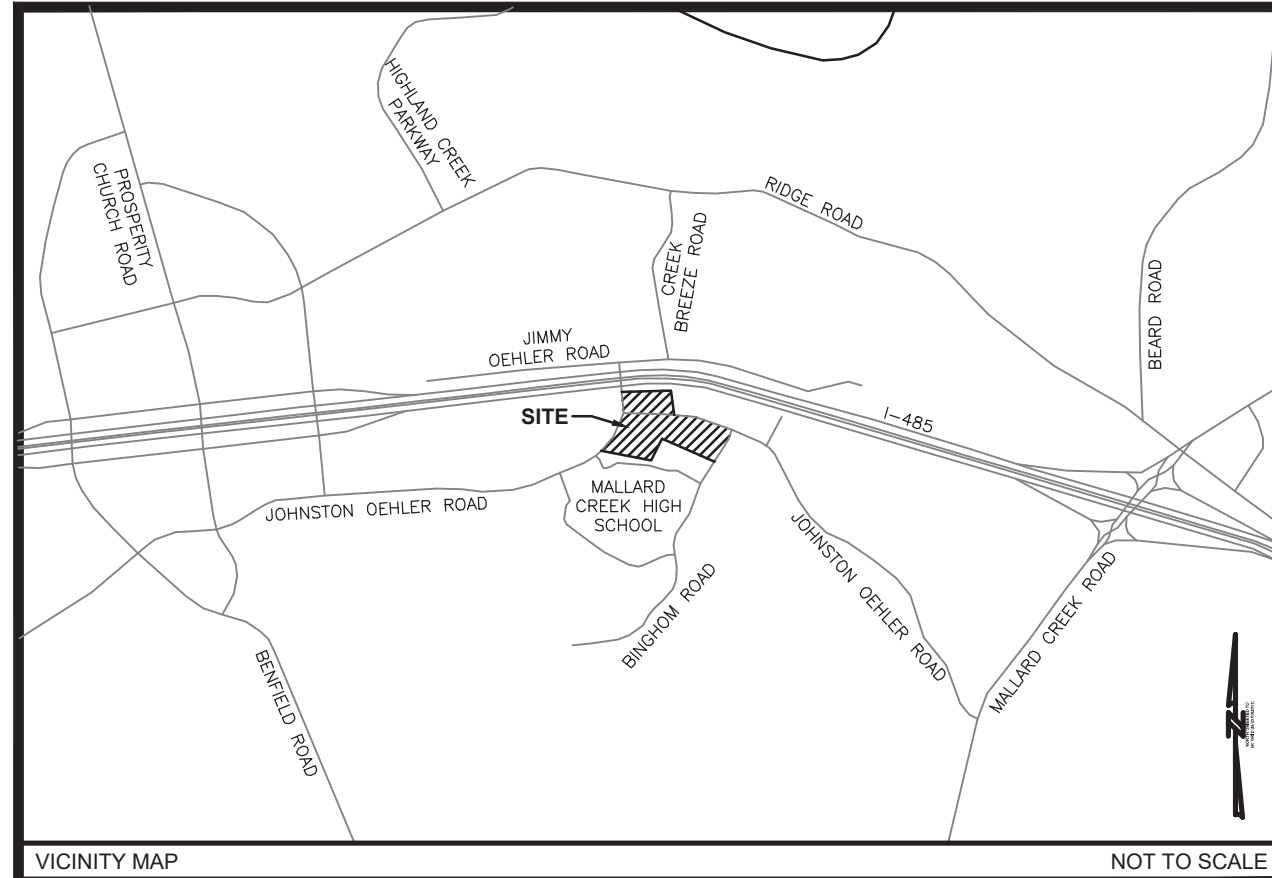 HIGHLAND CREEK
PARKWAY
PROSPERITY
CHURCH ROAD
RIDGE ROAD
CREEK
BREEZE ROAD
BEARD ROAD
JIMMY
OEHLER ROAD
SITE
I-485
MALLARD
CREEK HIGH
SCHOOL
JOHNSTON OEHLER ROAD
JOHNSTON OEHLER ROAD
BINGHOM ROAD
MALLARD CREEK ROAD
BENFIELD ROAD
N
VICINITY MAP
NOT TO SCALE